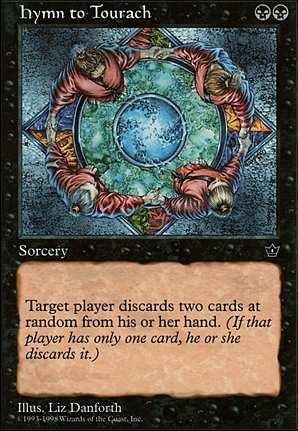 Hymn to Tourach
Sorcery
Target player discards two cards at
random from his or her hand. (If that
player has only one card, he or she
discards it.)
Illus. Liz Danforth
©1993-1998 Wizards of the Coast, Inc.